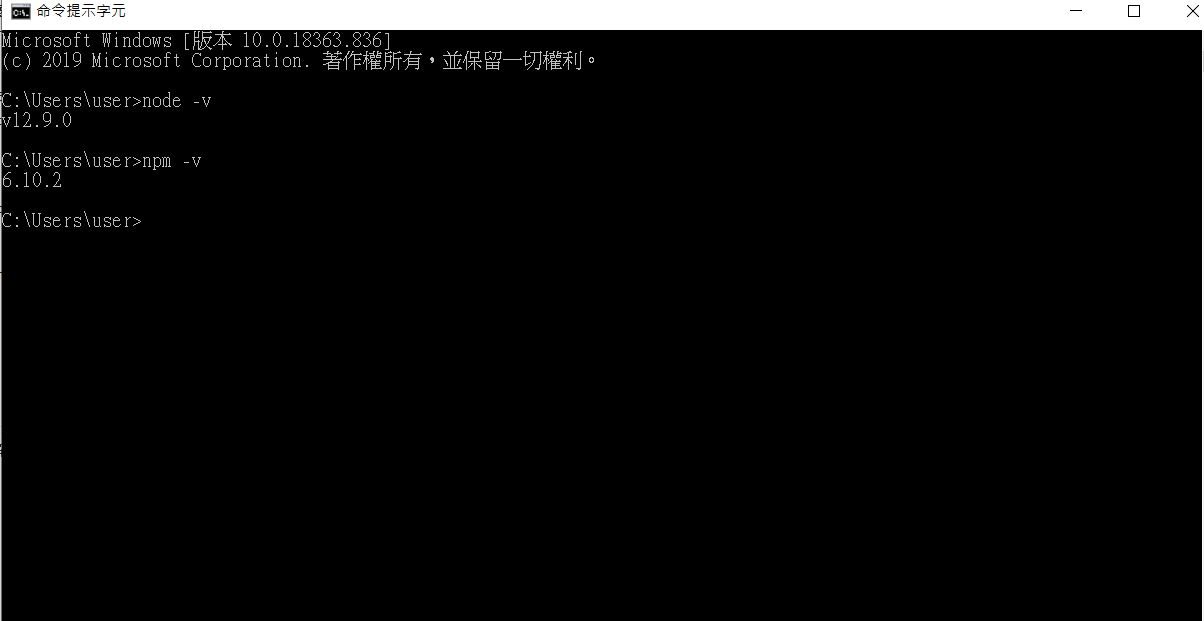 命令提示字元
Microsoft Windows [版本 10.0.18363.836]
(c) 2019 Microsoft Corporation. 著作權所有，並保留一切權利。
C:\Users\user>node -v
v12.9.0
C:\Users\user>npm -v
6.10.2
C:\Users\user>